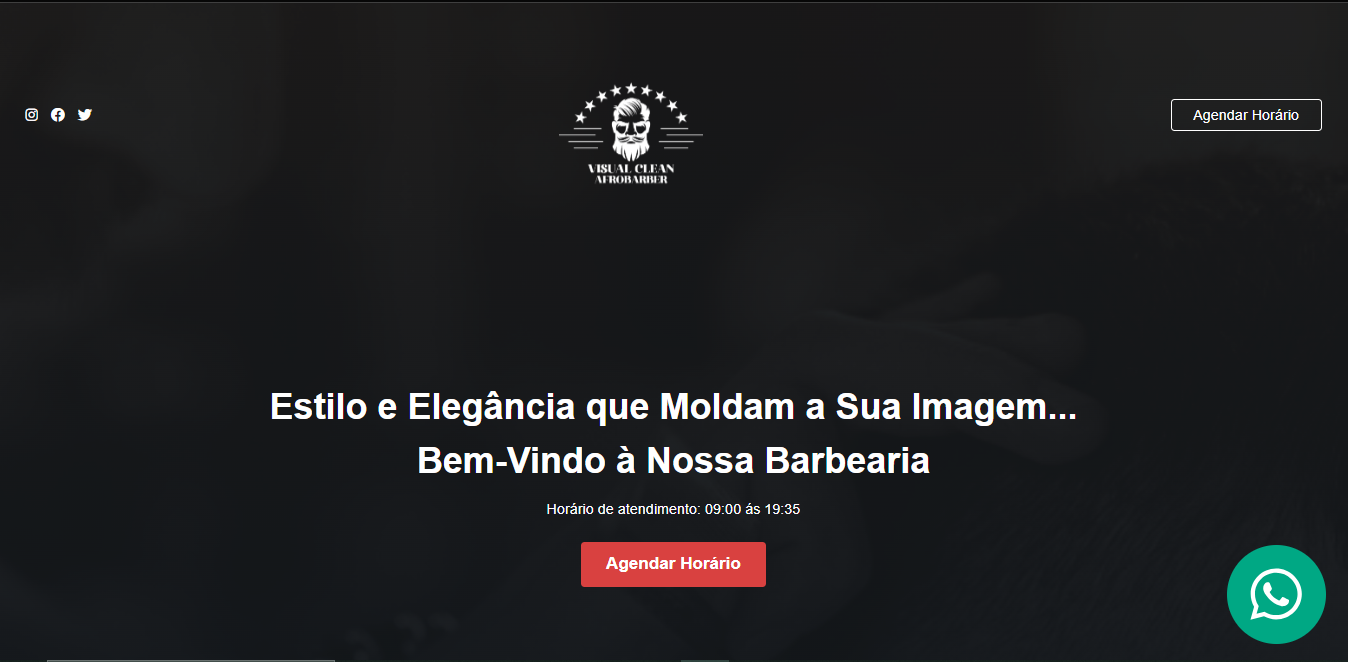 VISUAL CLEAN
AFROBARBER
Agendar Horário
Estilo e Elegância que Moldam a Sua Imagem...
Bem-Vindo à Nossa Barbearia
Horário de atendimento: 09:00 ás 19:35
Agendar Horário